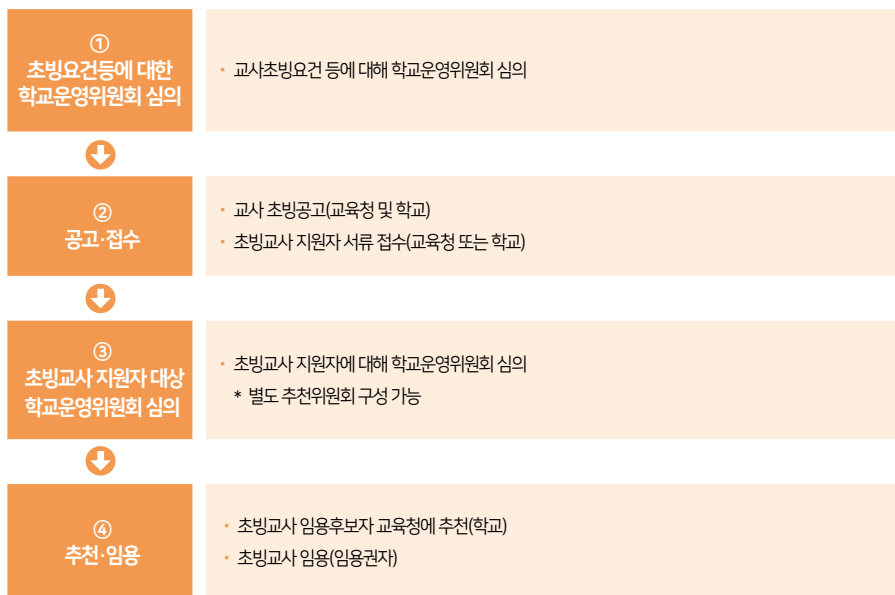 ①
초빙요건등에 대한
학교운영위원회 심의
• 교사초빙요건 등에 대해 학교운영위원회 심의
②
공고·접수
• 교사 초빙공고(교육청 및 학교)
• 초빙교사 지원자 서류 접수(교육청 또는 학교)
③
초빙교사 지원자 대상
학교운영위원회 심의
• 초빙교사 지원자에 대해 학교운영위원회 심의
* 별도 추천위원회 구성 가능
④
추천·임용
• 초빙교사 임용후보자 교육청에 추천(학교)
• 초빙교사 임용(임용권자)